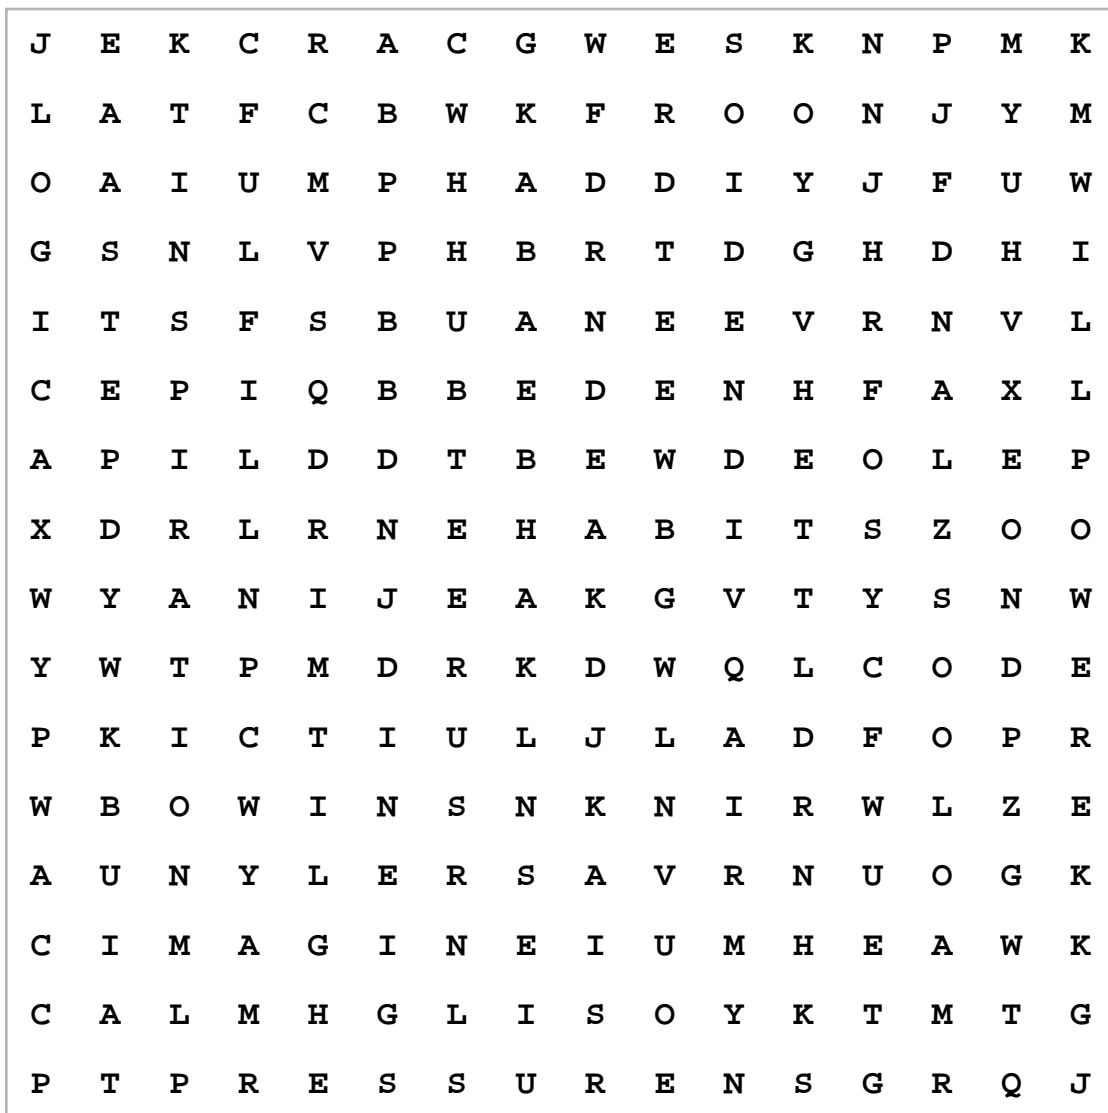 J E K C R A C G W E S K N P M K
L A T F C B W K F R O O N J Y M
O A I U M P H A D D I Y J F U W
G S N L V P H B R T D G H D H I
I T S F S B U A N E E V R N V L
C E P I Q B B E D E N H F A X L
A P I L D D T B E W D E O L E P
X D R L R N E H A B I T S Z O O
W Y A N I J E A K G V T Y S N W
Y W T P M D R K D W Q L C O D E
P K I C T I U L J L A D F O P R
W B O W I N S N K N I R W L Z E
A U N Y L E R S A V R N U O G K
C I M A G I N E I U M H E A W K
C A L M H G L I S O Y K T M T G
P T P R E S S U R E N S G R Q J